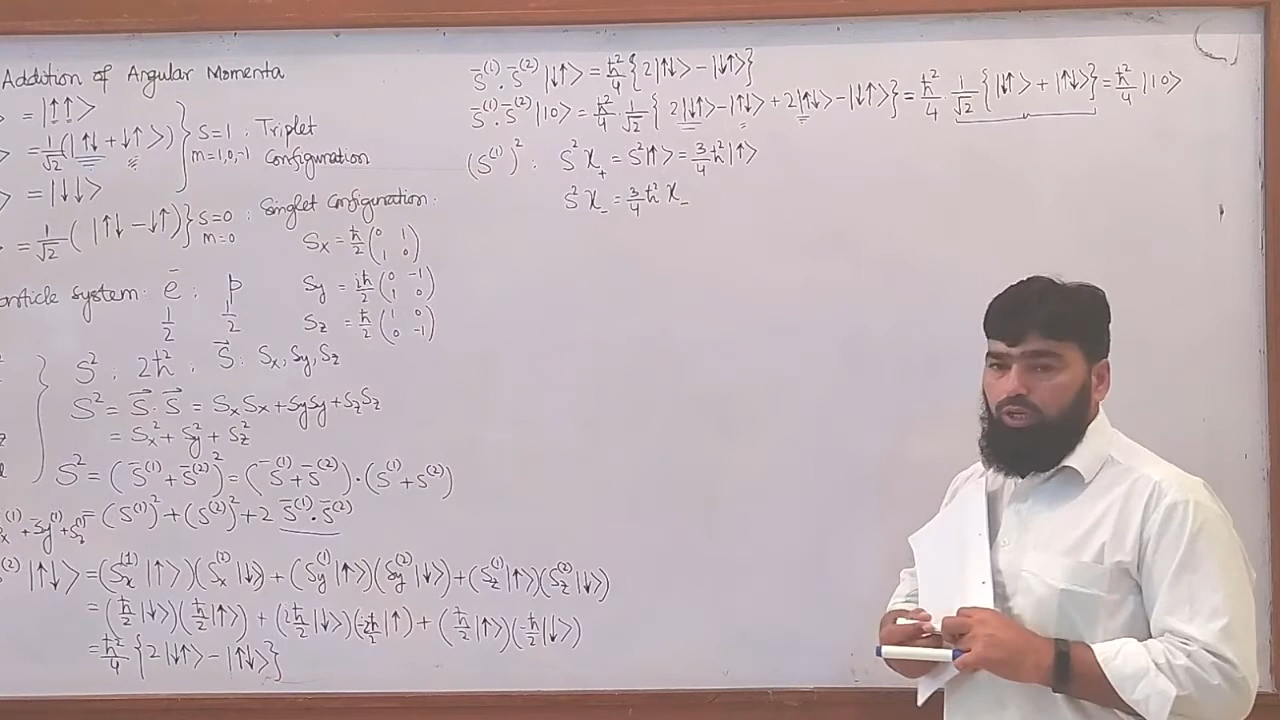 Addition of Angular Momenta
> = |↑↑>
> = 1/√2 (|↑↓ + ↓↑>) } S=1 : Triplet
m=1,0,-1 Configuration
> = |↓↓>
> = 1/√2 ( |↑↓ − ↓↑) } S=0 : Singlet Configuration.
m=0
Sx = ħ/2 (0 1
1 0)
particle system: ē : p
1/2 1/2
Sy = iħ/2 (0 -1
1 0)
Sz = ħ/2 (1 0
0 -1)
S² : 2ħ² . S⃗ : Sx, Sy, Sz
S² = S⃗ . S⃗ = SxSx + SySy + SzSz
= Sx² + Sy² + Sz²
S² = (S̄⁽¹⁾ + S̄⁽²⁾)² = (S̄⁽¹⁾ + S̄⁽²⁾) . (S⁽¹⁾ + S⁽²⁾)
= (S⁽¹⁾)² + (S⁽²⁾)² + 2 S̄⁽¹⁾ . S̄⁽²⁾
|↑↓> = (Sx⁽¹⁾|↑>)(Sx⁽²⁾|↓>) + (Sy⁽¹⁾|↑>)(Sy⁽²⁾|↓>) + (Sz⁽¹⁾|↑>)(Sz⁽²⁾|↓>)
= (ħ/2|↓>)(ħ/2|↑>) + (iħ/2|↓>)(-iħ/2|↑) + (ħ/2|↑>)(-ħ/2|↓>)
= ħ²/4 {2|↓↑> − |↑↓>}
S̄⁽¹⁾ . S̄⁽²⁾ |↓↑> = ħ²/4 {2|↑↓> − |↓↑>}
S̄⁽¹⁾ . S̄⁽²⁾ |10> = ħ²/4 . 1/√2 { 2|↑↓> − |↑↓> + 2|↑↓> − |↓↑>} = ħ²/4 1/√2 {|↓↑> + |↑↓>} = ħ²/4 |10>
(S⁽¹⁾)² : S²χ₊ = S²|↑> = 3/4 ħ²|↑>
S²χ₋ = 3/4 ħ² χ₋